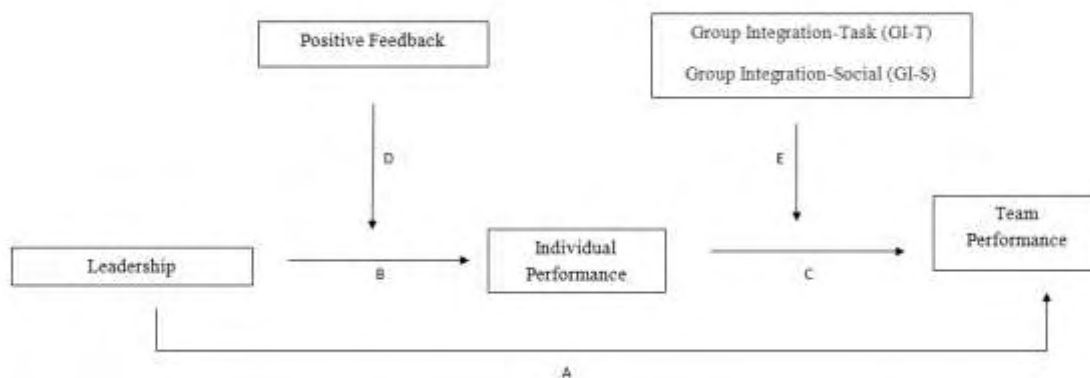 Positive Feedback
Group Integration-Task (GI-T)
Group Integration-Social (GI-S)
D
E
Leadership
B
Individual
Performance
C
Team
Performance
A